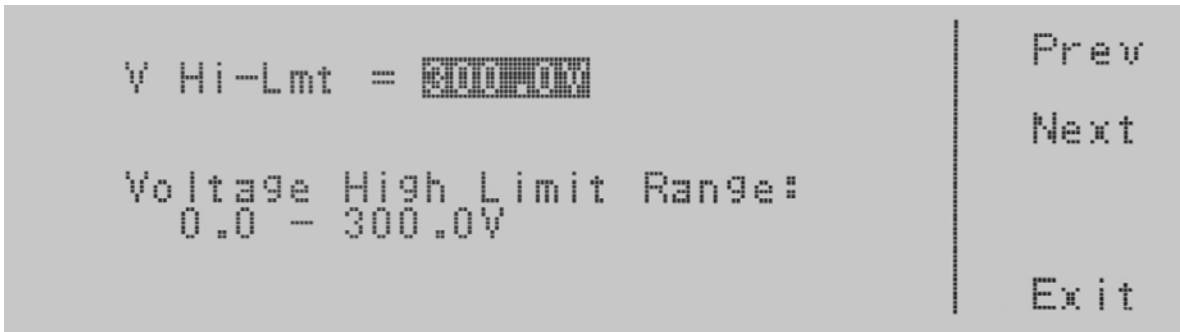 V Hi-Lmt = 300.0V
Voltage High Limit Range:
0.0 - 300.0V
Prev
Next
Exit